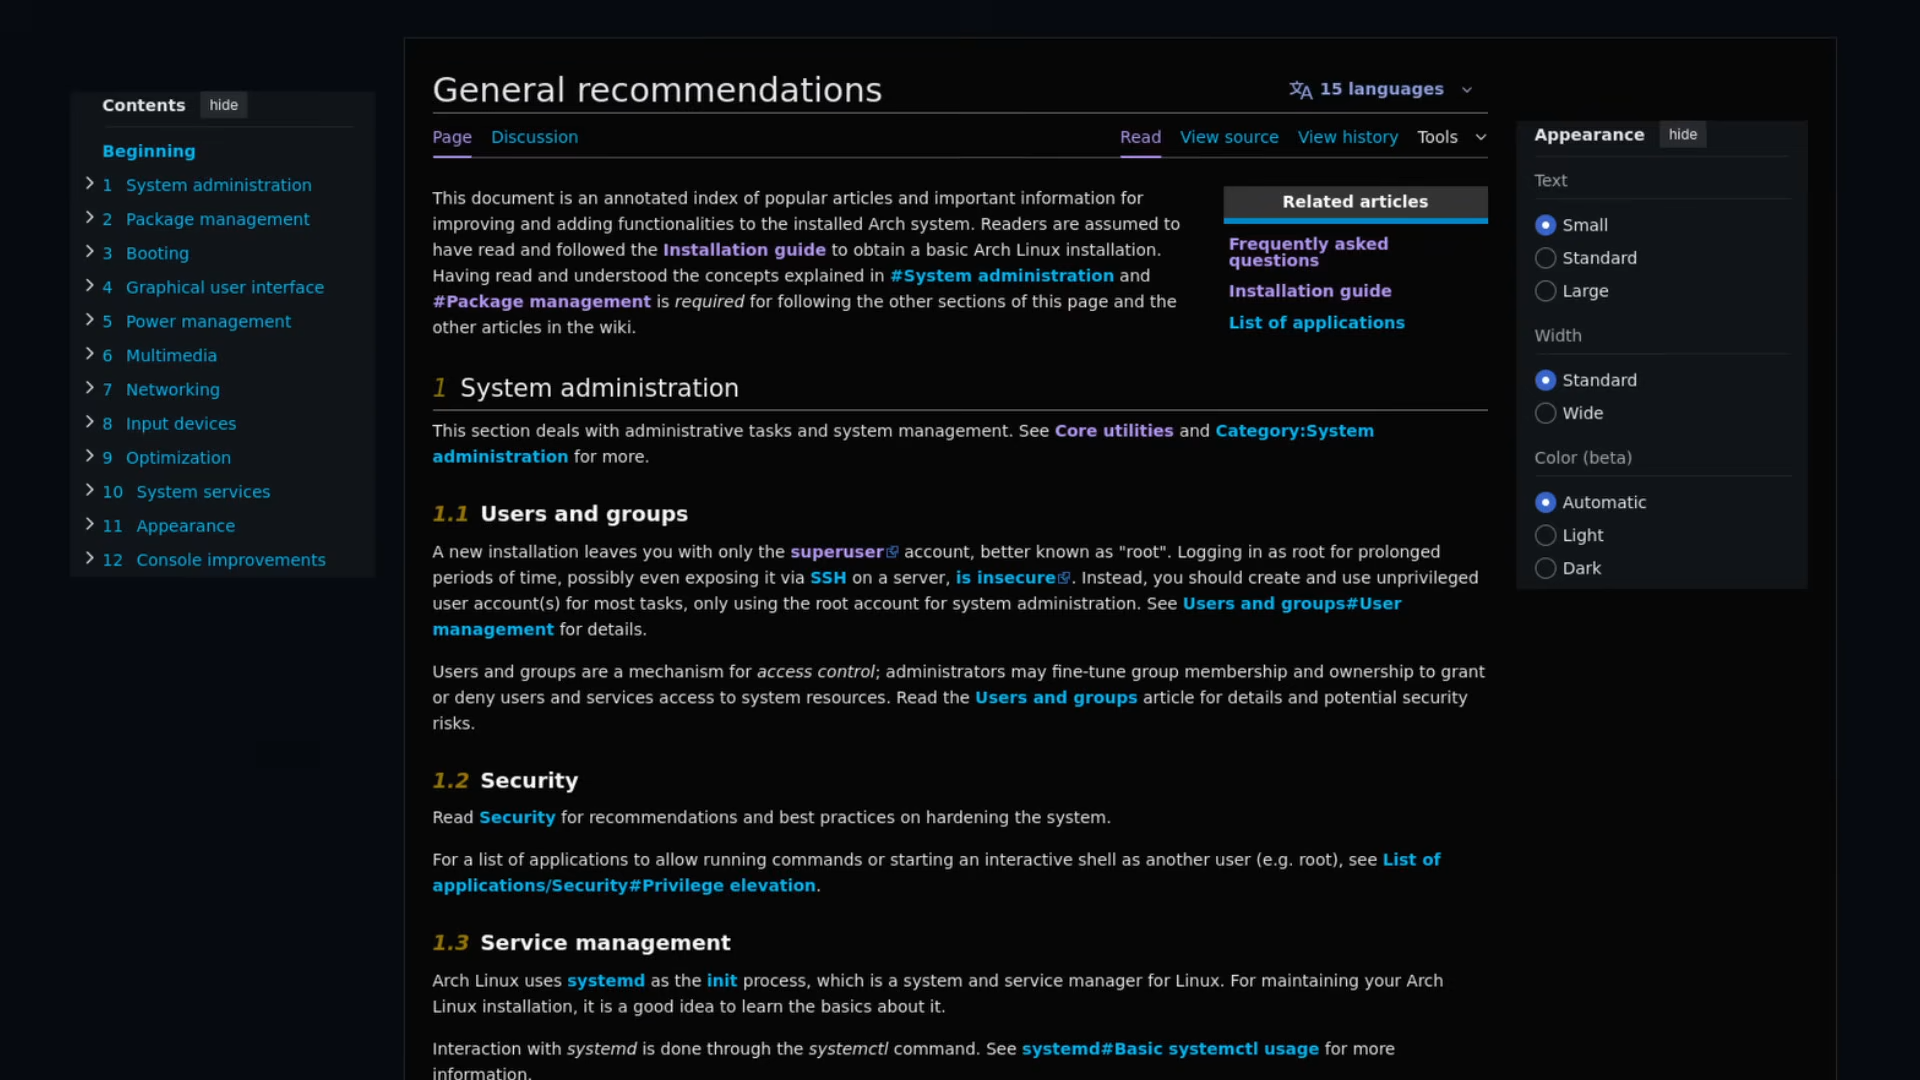 Contents hide
Beginning
1 System administration
2 Package management
3 Booting
4 Graphical user interface
5 Power management
6 Multimedia
7 Networking
8 Input devices
9 Optimization
10 System services
11 Appearance
12 Console improvements
General recommendations
15 languages
Page Discussion
Read View source View history Tools
This document is an annotated index of popular articles and important information for
improving and adding functionalities to the installed Arch system. Readers are assumed to
have read and followed the Installation guide to obtain a basic Arch Linux installation.
Having read and understood the concepts explained in #System administration and
#Package management is required for following the other sections of this page and the
other articles in the wiki.
Related articles
Frequently asked
questions
Installation guide
List of applications
1 System administration
This section deals with administrative tasks and system management. See Core utilities and Category:System
administration for more.
1.1 Users and groups
A new installation leaves you with only the superuser account, better known as "root". Logging in as root for prolonged
periods of time, possibly even exposing it via SSH on a server, is insecure. Instead, you should create and use unprivileged
user account(s) for most tasks, only using the root account for system administration. See Users and groups#User
management for details.
Users and groups are a mechanism for access control; administrators may fine-tune group membership and ownership to grant
or deny users and services access to system resources. Read the Users and groups article for details and potential security
risks.
1.2 Security
Read Security for recommendations and best practices on hardening the system.
For a list of applications to allow running commands or starting an interactive shell as another user (e.g. root), see List of
applications/Security#Privilege elevation.
1.3 Service management
Arch Linux uses systemd as the init process, which is a system and service manager for Linux. For maintaining your Arch
Linux installation, it is a good idea to learn the basics about it.
Interaction with systemd is done through the systemctl command. See systemd#Basic systemctl usage for more
information.
Appearance hide
Text
Small
Standard
Large
Width
Standard
Wide
Color (beta)
Automatic
Light
Dark